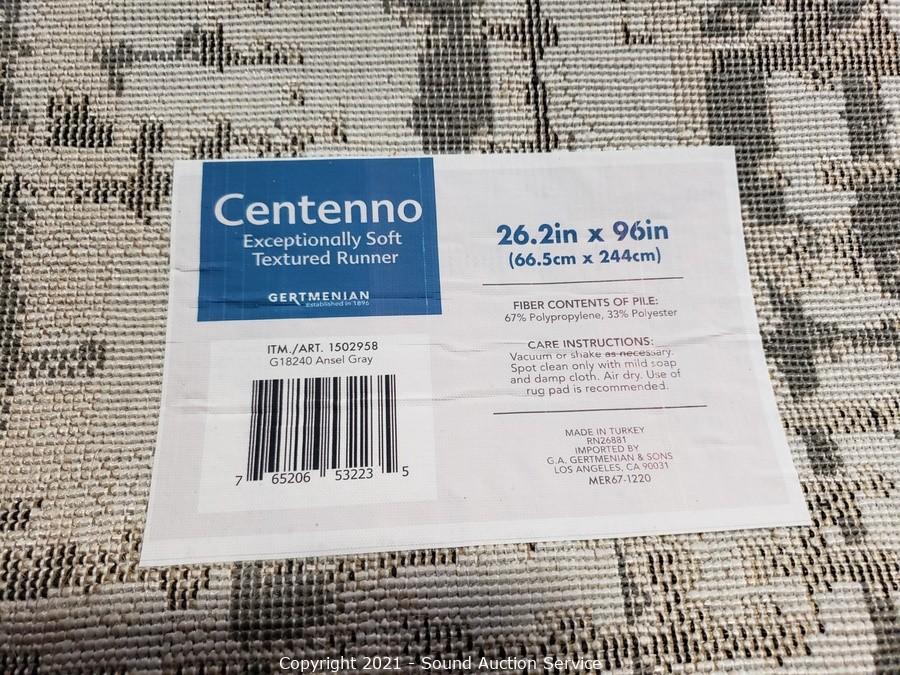 Centenno
Exceptionally Soft
Textured Runner
GERTMENIAN
Established in 1896
ITM./ART. 1502958
G18240 Ansel Gray
7 65206 53223 5
26.2in x 96in
(66.5cm x 244cm)
FIBER CONTENTS OF PILE:
67% Polypropylene, 33% Polyester
CARE INSTRUCTIONS:
Vacuum or shake as necessary.
Spot clean only with mild soap
and damp cloth. Air dry. Use of
rug pad is recommended.
MADE IN TURKEY
RN26881
IMPORTED BY
G.A. GERTMENIAN & SONS
LOS ANGELES, CA 90031
MER67-1220
Copyright 2021 - Sound Auction Service